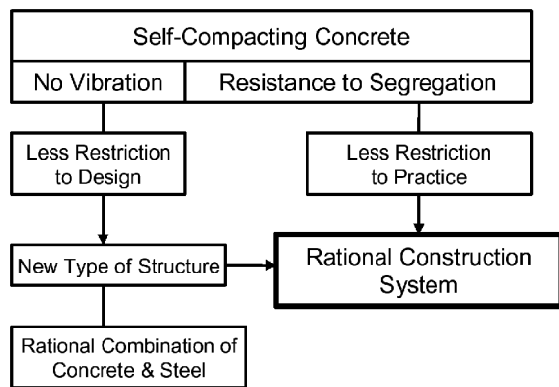 Self-Compacting Concrete
No Vibration
Resistance to Segregation
Less Restriction
to Design
Less Restriction
to Practice
New Type of Structure
Rational Construction
System
Rational Combination of
Concrete & Steel